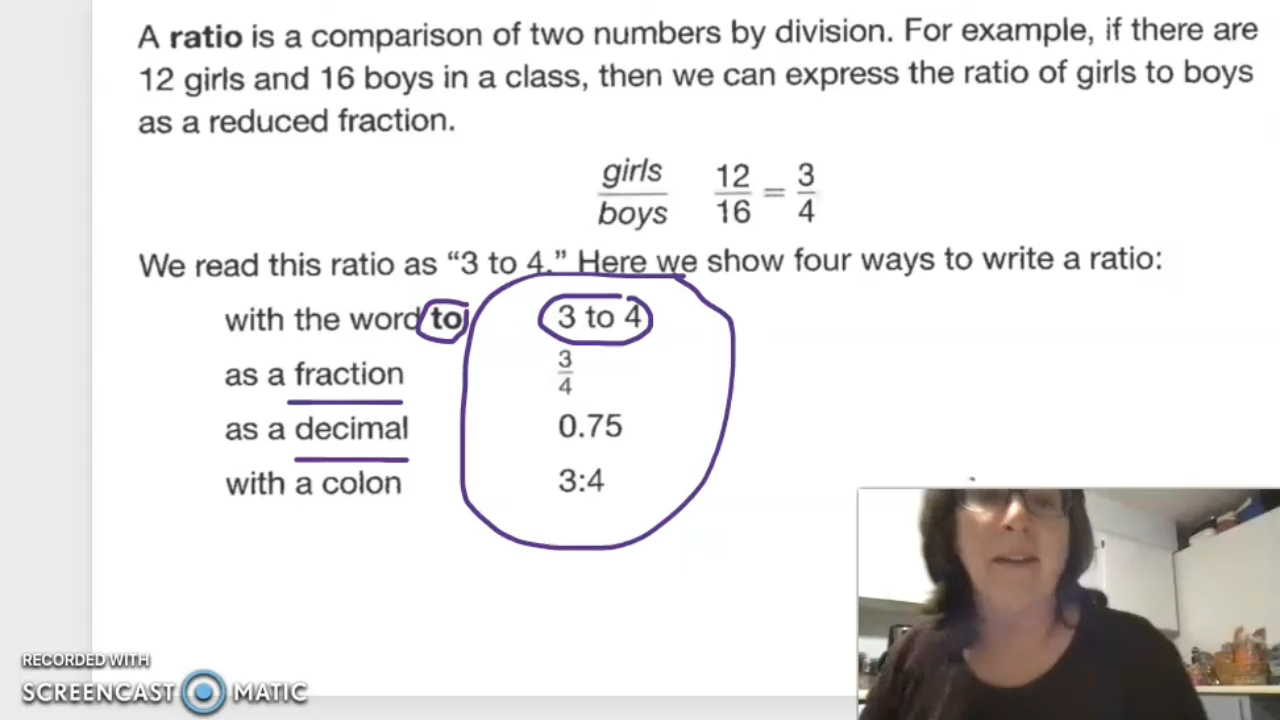 A ratio is a comparison of two numbers by division. For example, if there are
12 girls and 16 boys in a class, then we can express the ratio of girls to boys
as a reduced fraction.
girls/boys 12/16 = 3/4
We read this ratio as “3 to 4.” Here we show four ways to write a ratio:
with the word to 3 to 4
as a fraction 3/4
as a decimal 0.75
with a colon 3:4
RECORDED WITH
SCREENCAST MATIC